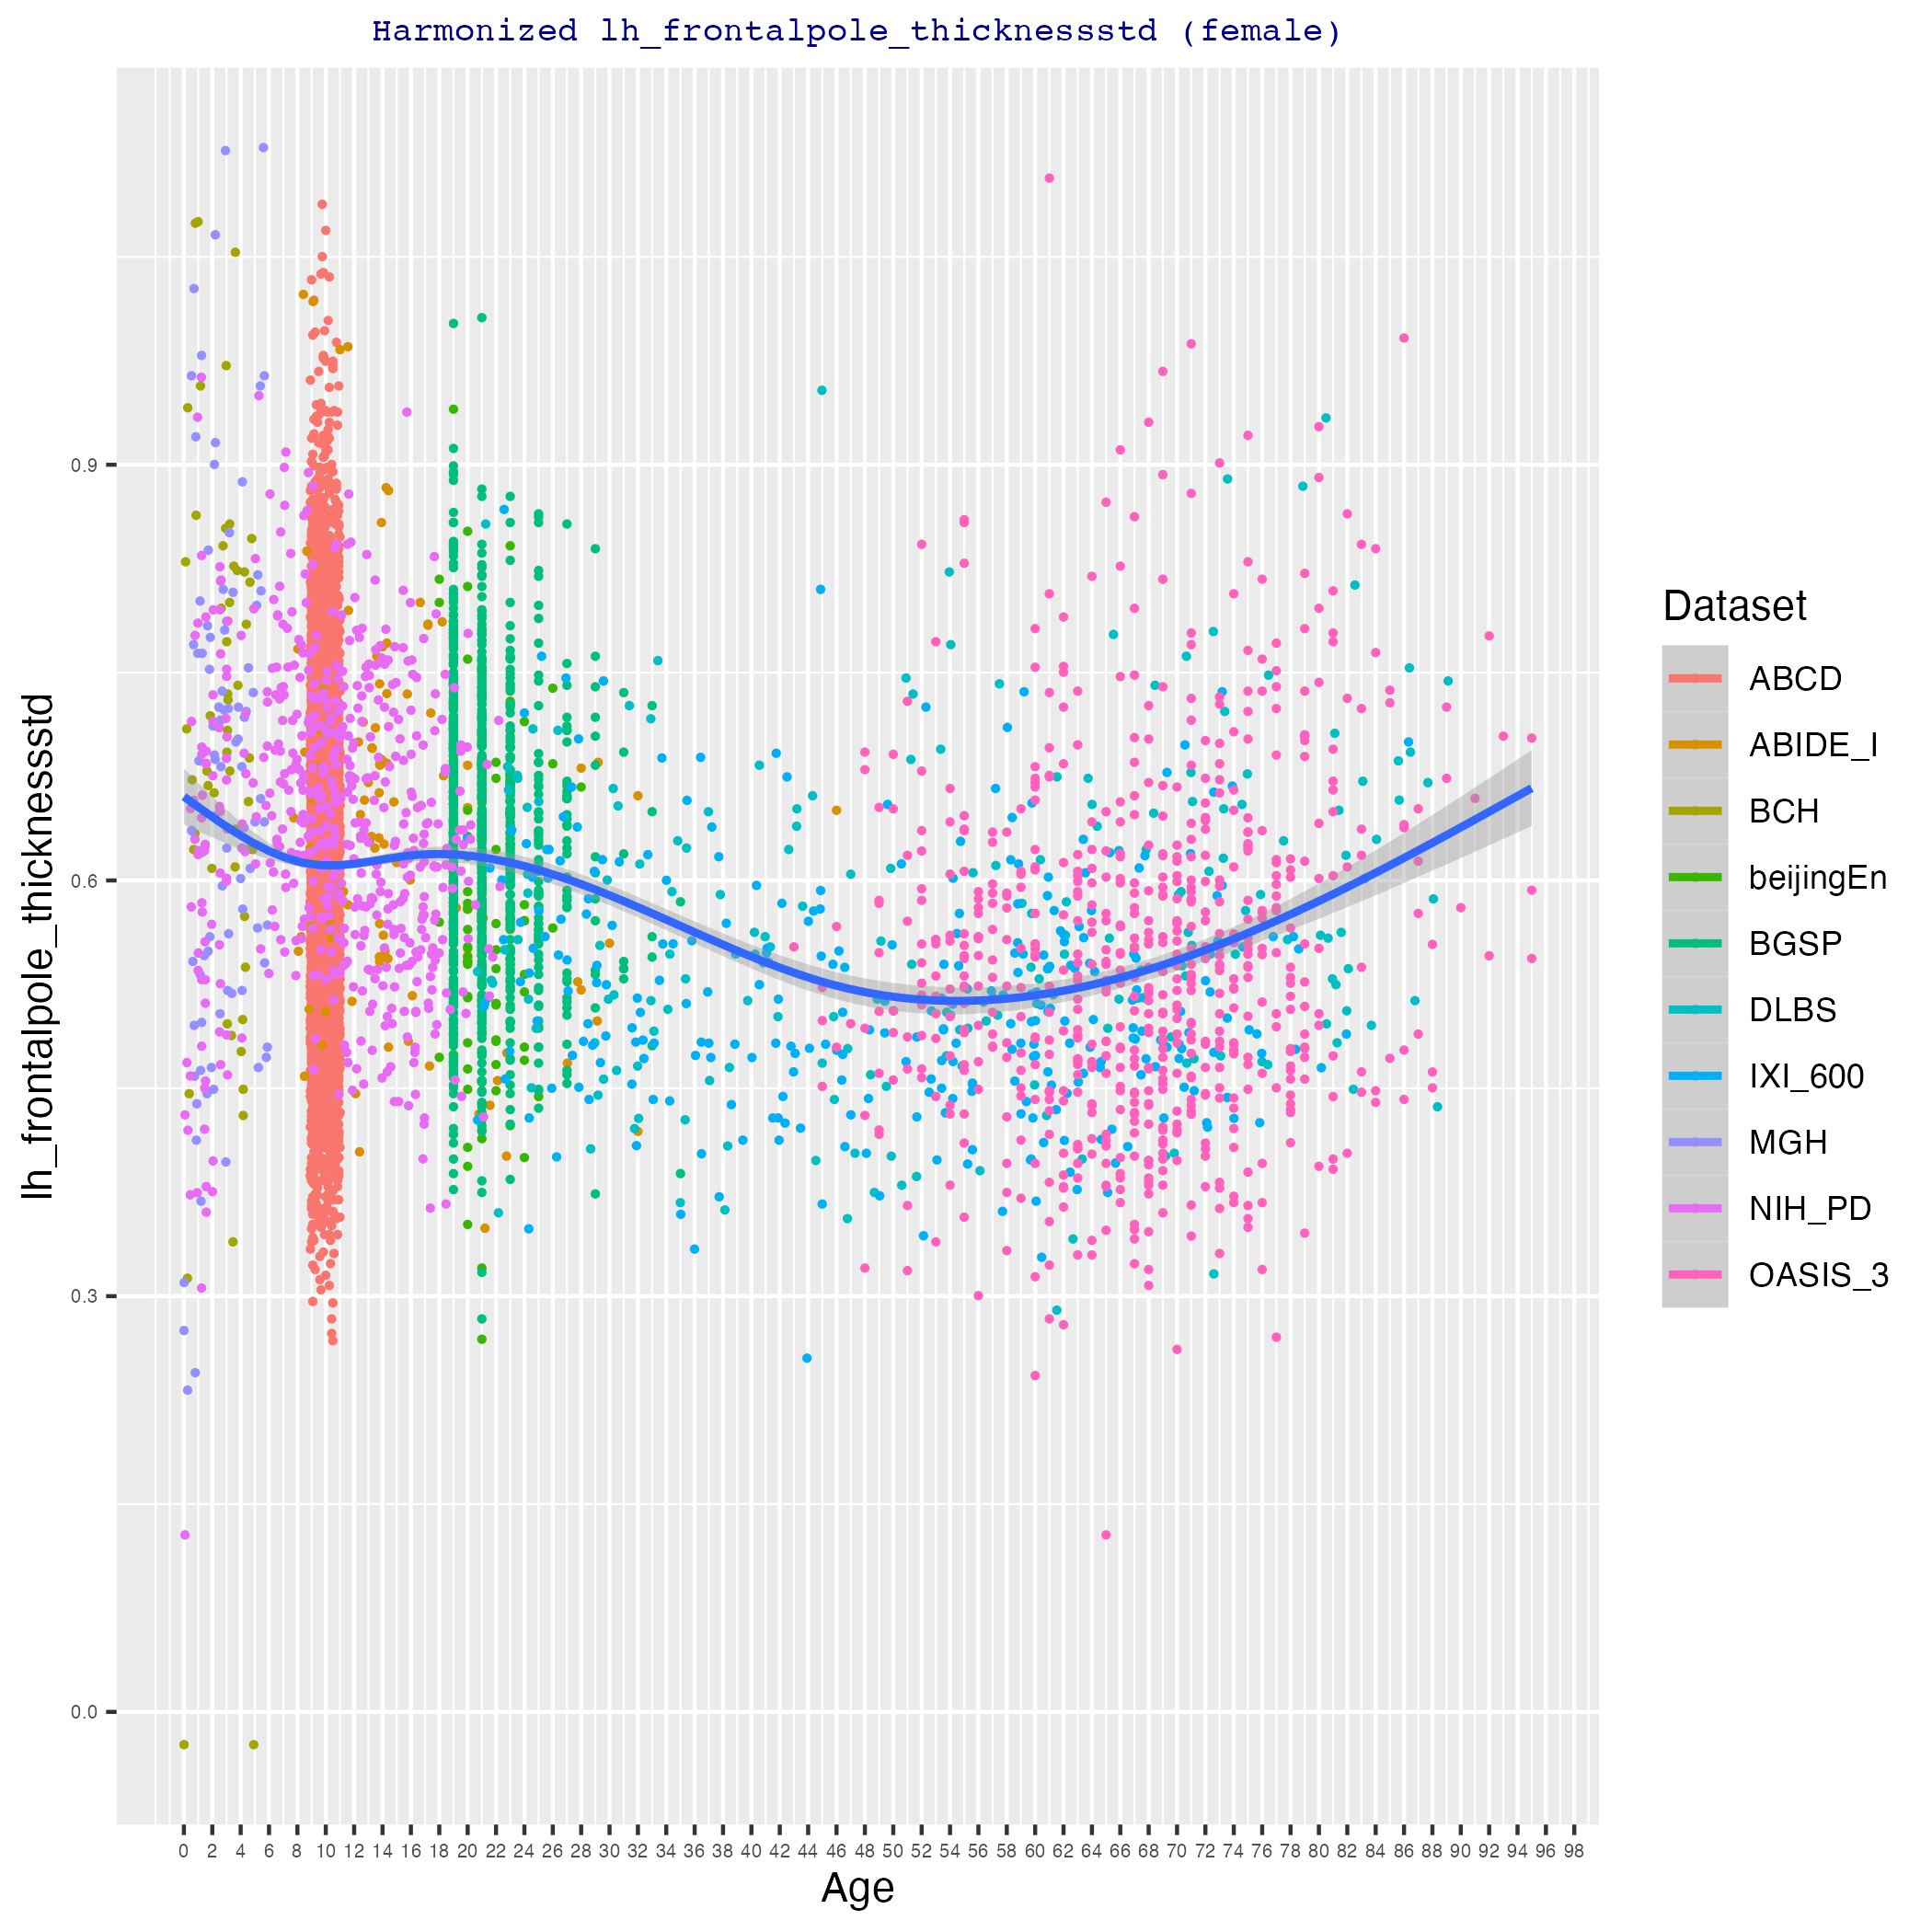 Harmonized lh_frontalpole_thicknessstd (female)
lh_frontalpole_thicknessstd
0.9
0.6
0.3
0.0
0 2 4 6 8 10 12 14 16 18 20 22 24 26 28 30 32 34 36 38 40 42 44 46 48 50 52 54 56 58 60 62 64 66 68 70 72 74 76 78 80 82 84 86 88 90 92 94 96 98
Age
Dataset
ABCD
ABIDE_I
BCH
beijingEn
BGSP
DLBS
IXI_600
MGH
NIH_PD
OASIS_3